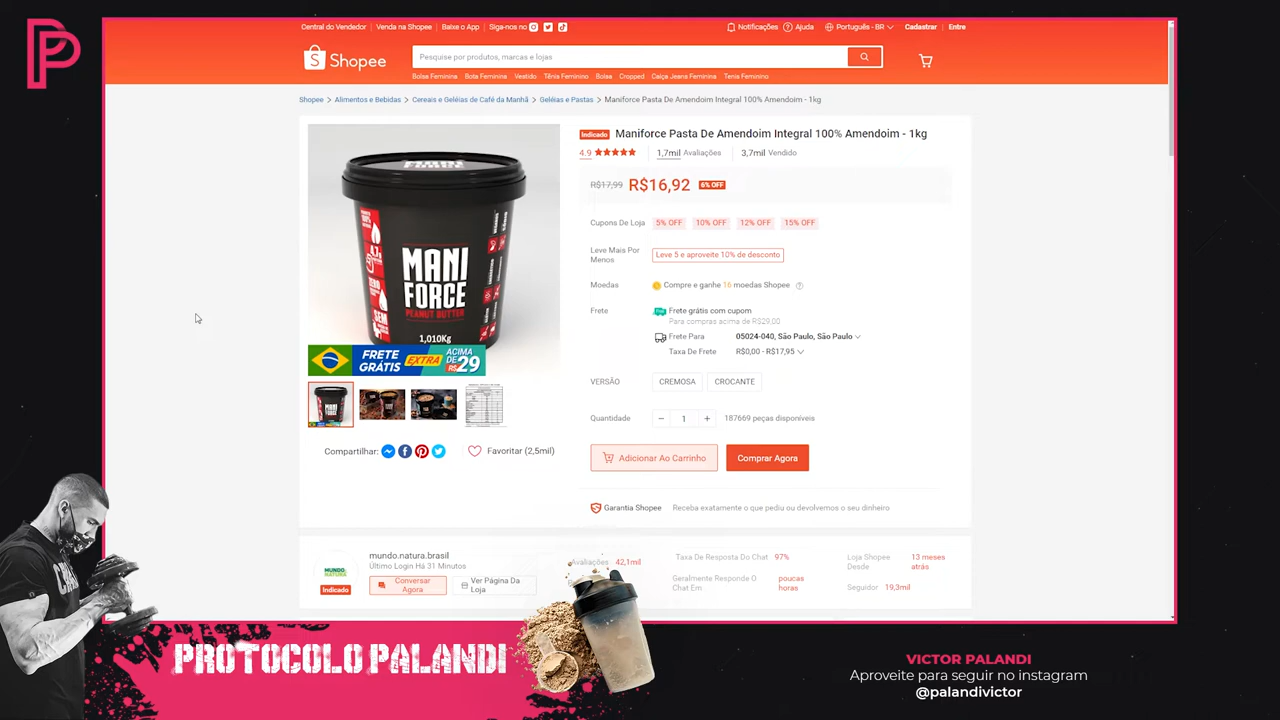 Central do Vendedor | Venda na Shopee | Baixe o App | Siga-nos no
Notificações Ajuda Português - BR Cadastrar Entre
Shopee
Pesquise por produtos, marcas e lojas
Bolsa Feminina Bota Feminina Vestido Tênis Feminino Bolsa Cropped Calça Jeans Feminina Tenis Feminino
Shopee > Alimentos e Bebidas > Cereais e Geléias de Café da Manhã > Geléias e Pastas > Maniforce Pasta De Amendoim Integral 100% Amendoim - 1kg
Indicado Maniforce Pasta De Amendoim Integral 100% Amendoim - 1kg
4.9 1,7mil Avaliações 3,7mil Vendido
R$17,99 R$16,92 6% OFF
Cupons De Loja 5% OFF 10% OFF 12% OFF 15% OFF
Leve Mais Por
Menos
Leve 5 e aproveite 10% de desconto
Moedas Compre e ganhe 16 moedas Shopee
Frete Frete grátis com cupom
Para compras acima de R$29,00
Frete Para 05024-040, São Paulo, São Paulo
Taxa De Frete R$0,00 - R$17,95
VERSÃO CREMOSA CROCANTE
Quantidade − 1 + 187669 peças disponíveis
Adicionar Ao Carrinho Comprar Agora
Garantia Shopee Receba exatamente o que pediu ou devolvemos o seu dinheiro
MANI
FORCE
PEANUT BUTTER
1,010Kg
FRETE
GRÁTIS EXTRA ACIMA
DE R$29
Compartilhar: Favoritar (2,5mil)
MUNDO
NATURA
Indicado
mundo.natura.brasil
Último Login Há 31 Minutos
Conversar
Agora
Ver Página Da
Loja
Avaliações 42,1mil
Taxa De Resposta Do Chat 97%
Geralmente Responde O
Chat Em
poucas
horas
Loja Shopee
Desde
13 meses
atrás
Seguidor 19,3mil
PROTOCOLO PALANDI
VICTOR PALANDI
Aproveite para seguir no instagram
@palandivictor